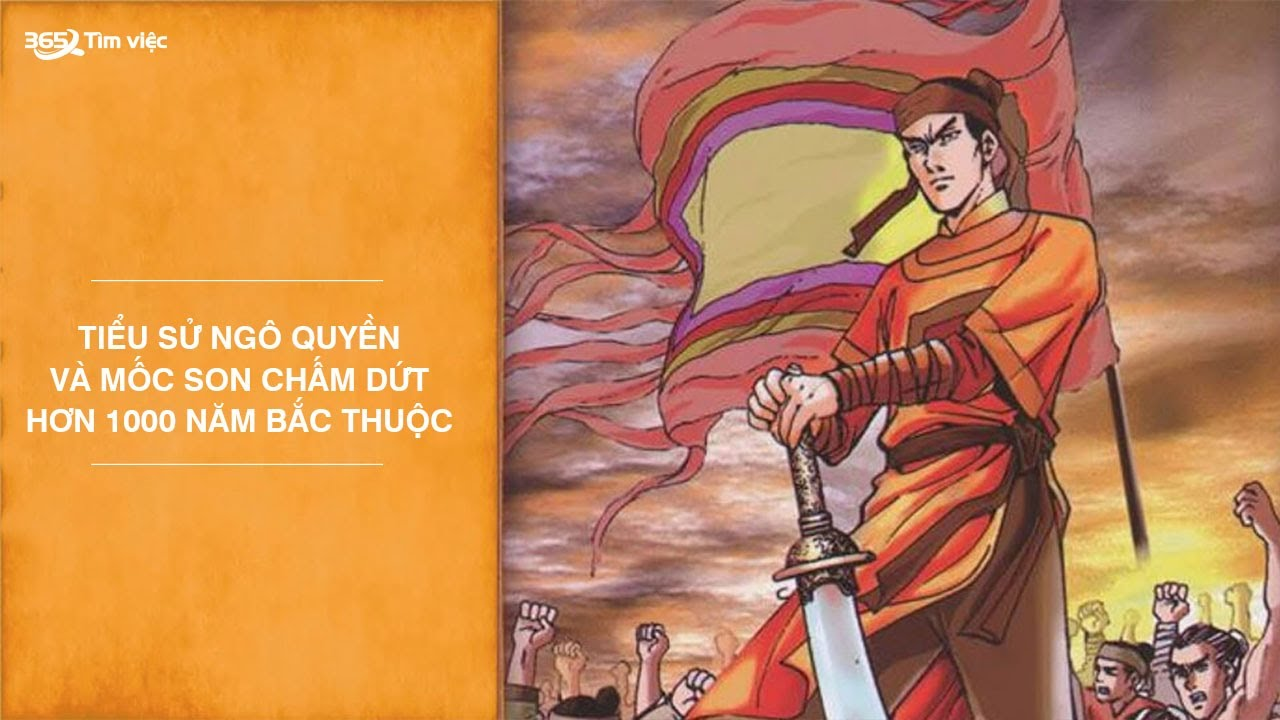 365 Tìm việc
TIỂU SỬ NGÔ QUYỀN
VÀ MỐC SON CHẤM DỨT
HƠN 1000 NĂM BẮC THUỘC